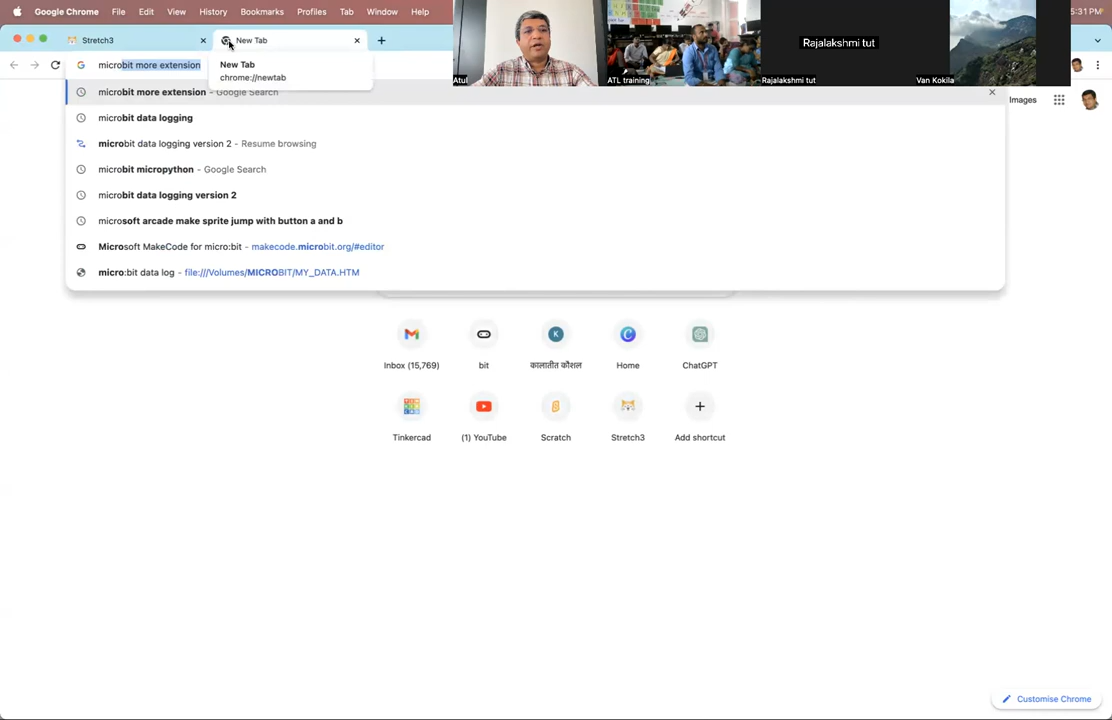 Google Chrome File Edit View History Bookmarks Profiles Tab Window Help
5:31 PM
Stretch3
New Tab
microbit more extension
New Tab
chrome://newtab
microbit more extension - Google Search
microbit data logging
microbit data logging version 2 - Resume browsing
microbit micropython - Google Search
microbit data logging version 2
microsoft arcade make sprite jump with button a and b
Microsoft MakeCode for micro:bit - makecode.microbit.org/#editor
micro:bit data log - file:///Volumes/MICROBIT/MY_DATA.HTM
Images
Atul
ATL training
Rajalakshmi tut
Rajalakshmi tut
Van Kokila
Inbox (15,769)
bit
K
कालातीत कौशल
Home
ChatGPT
Tinkercad
(1) YouTube
Scratch
Stretch3
Add shortcut
Customise Chrome